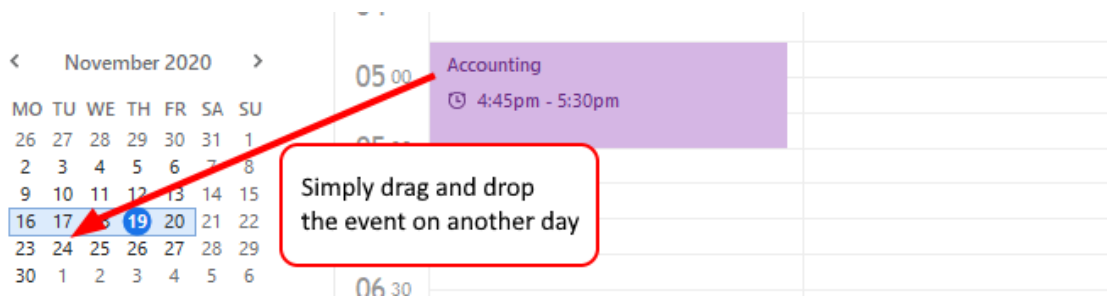 November 2020
MO TU WE TH FR SA SU
26 27 28 29 30 31 1
2 3 4 5 6 7 8
9 10 11 12 13 14 15
16 17 19 20 21 22
23 24 25 26 27 28 29
30 1 2 3 4 5 6
05 00
Accounting
4:45pm - 5:30pm
Simply drag and drop
the event on another day
06 30